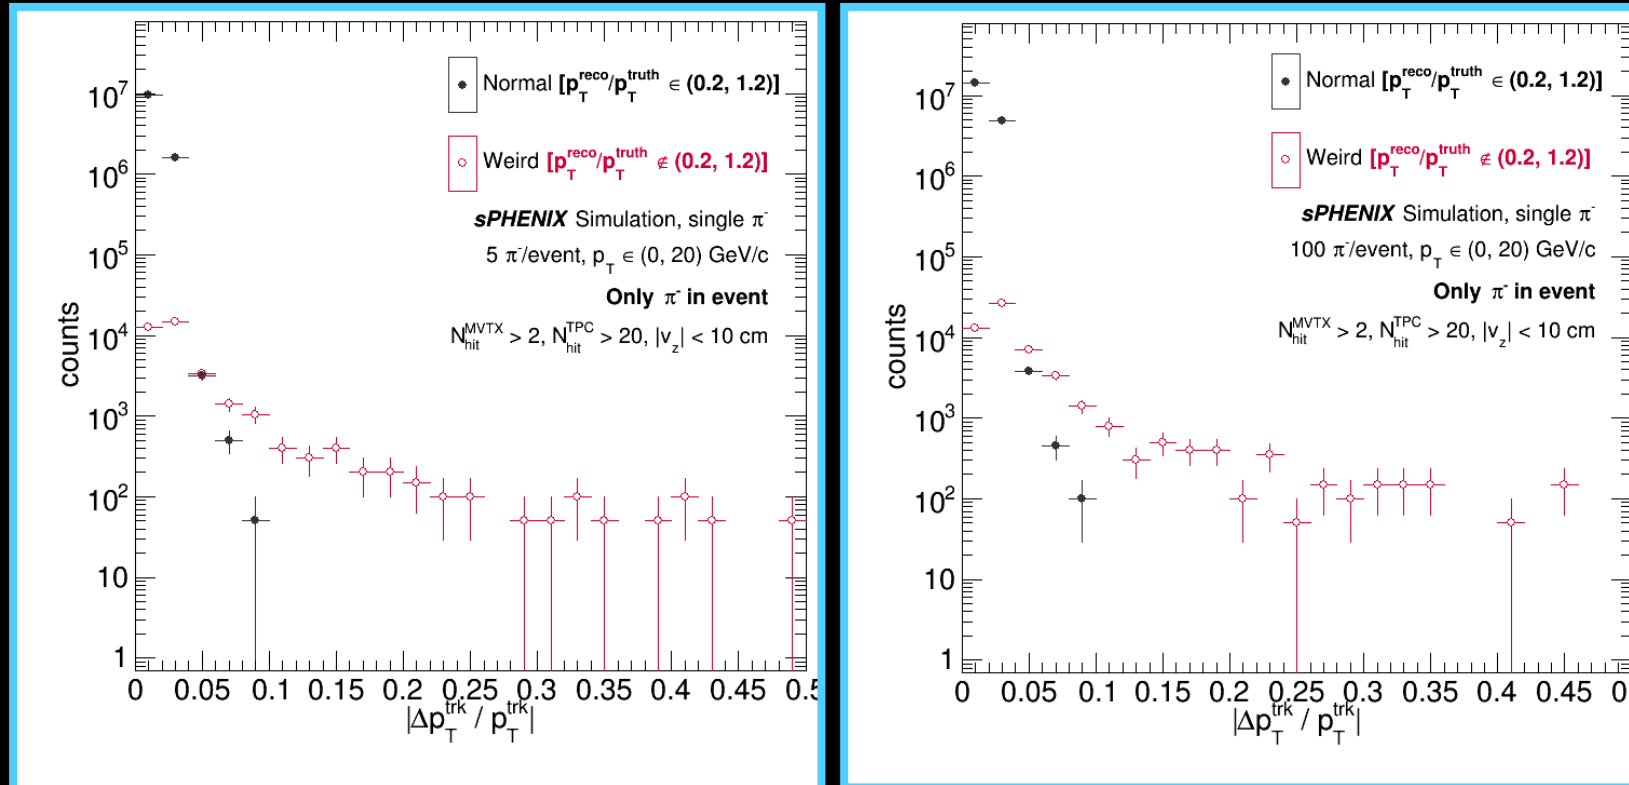 Normal [p_T^reco/p_T^truth ∈ (0.2, 1.2)]
Weird [p_T^reco/p_T^truth ∉ (0.2, 1.2)]
sPHENIX Simulation, single π⁻
5 π⁻/event, p_T ∈ (0, 20) GeV/c
Only π⁻ in event
N_hit^MVTX > 2, N_hit^TPC > 20, |v_z| < 10 cm
counts
10^7
10^6
10^5
10^4
10^3
10^2
10
1
0 0.05 0.1 0.15 0.2 0.25 0.3 0.35 0.4 0.45 0.5
|Δp_T^trk / p_T^trk|
Normal [p_T^reco/p_T^truth ∈ (0.2, 1.2)]
Weird [p_T^reco/p_T^truth ∉ (0.2, 1.2)]
sPHENIX Simulation, single π⁻
100 π⁻/event, p_T ∈ (0, 20) GeV/c
Only π⁻ in event
N_hit^MVTX > 2, N_hit^TPC > 20, |v_z| < 10 cm
counts
10^7
10^6
10^5
10^4
10^3
10^2
10
1
0 0.05 0.1 0.15 0.2 0.25 0.3 0.35 0.4 0.45
|Δp_T^trk / p_T^trk|